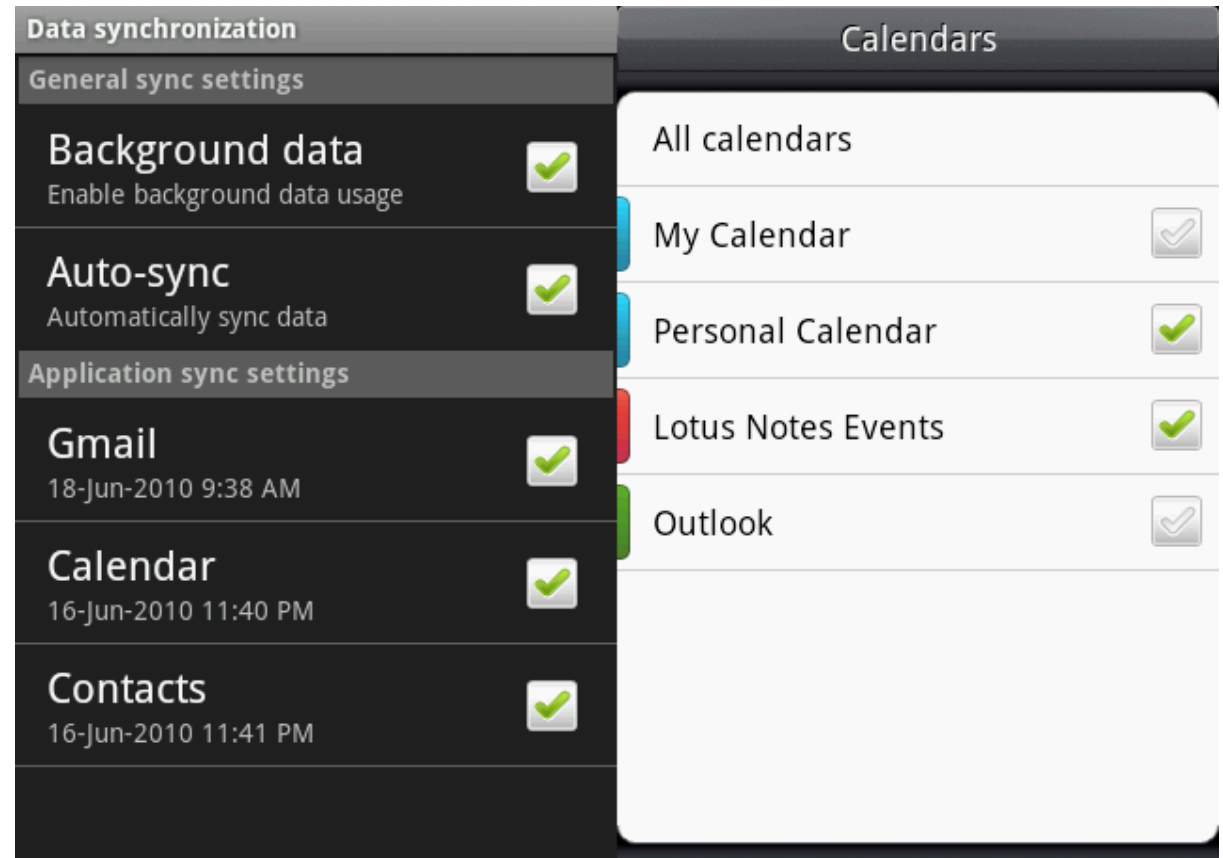 Data synchronization
General sync settings
Background data
Enable background data usage
Auto-sync
Automatically sync data
Application sync settings
Gmail
18-Jun-2010 9:38 AM
Calendar
16-Jun-2010 11:40 PM
Contacts
16-Jun-2010 11:41 PM
Calendars
All calendars
My Calendar
Personal Calendar
Lotus Notes Events
Outlook